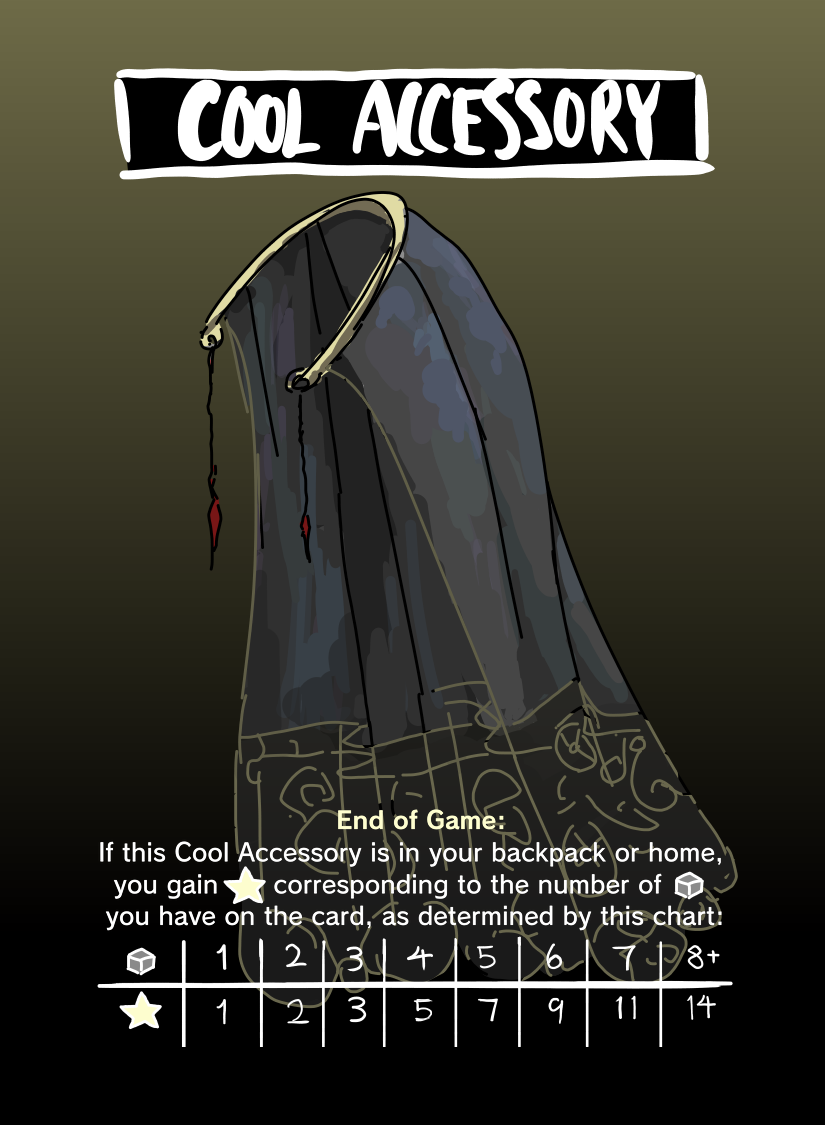 COOL ACCESSORY
End of Game:
If this Cool Accessory is in your backpack or home,
you gain corresponding to the number of
you have on the card, as determined by this chart:
1 2 3 4 5 6 7 8+
1 2 3 5 7 9 11 14